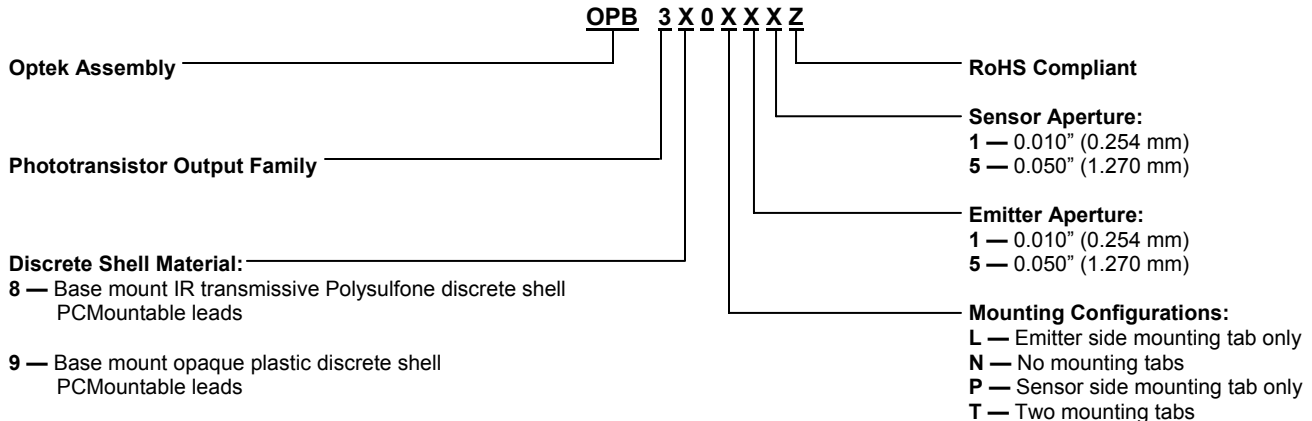 OPB 3 X 0 X X X Z
Optek Assembly
Phototransistor Output Family
Discrete Shell Material:
8 — Base mount IR transmissive Polysulfone discrete shell
PCMountable leads
9 — Base mount opaque plastic discrete shell
PCMountable leads
RoHS Compliant
Sensor Aperture:
1 — 0.010” (0.254 mm)
5 — 0.050” (1.270 mm)
Emitter Aperture:
1 — 0.010” (0.254 mm)
5 — 0.050” (1.270 mm)
Mounting Configurations:
L — Emitter side mounting tab only
N — No mounting tabs
P — Sensor side mounting tab only
T — Two mounting tabs